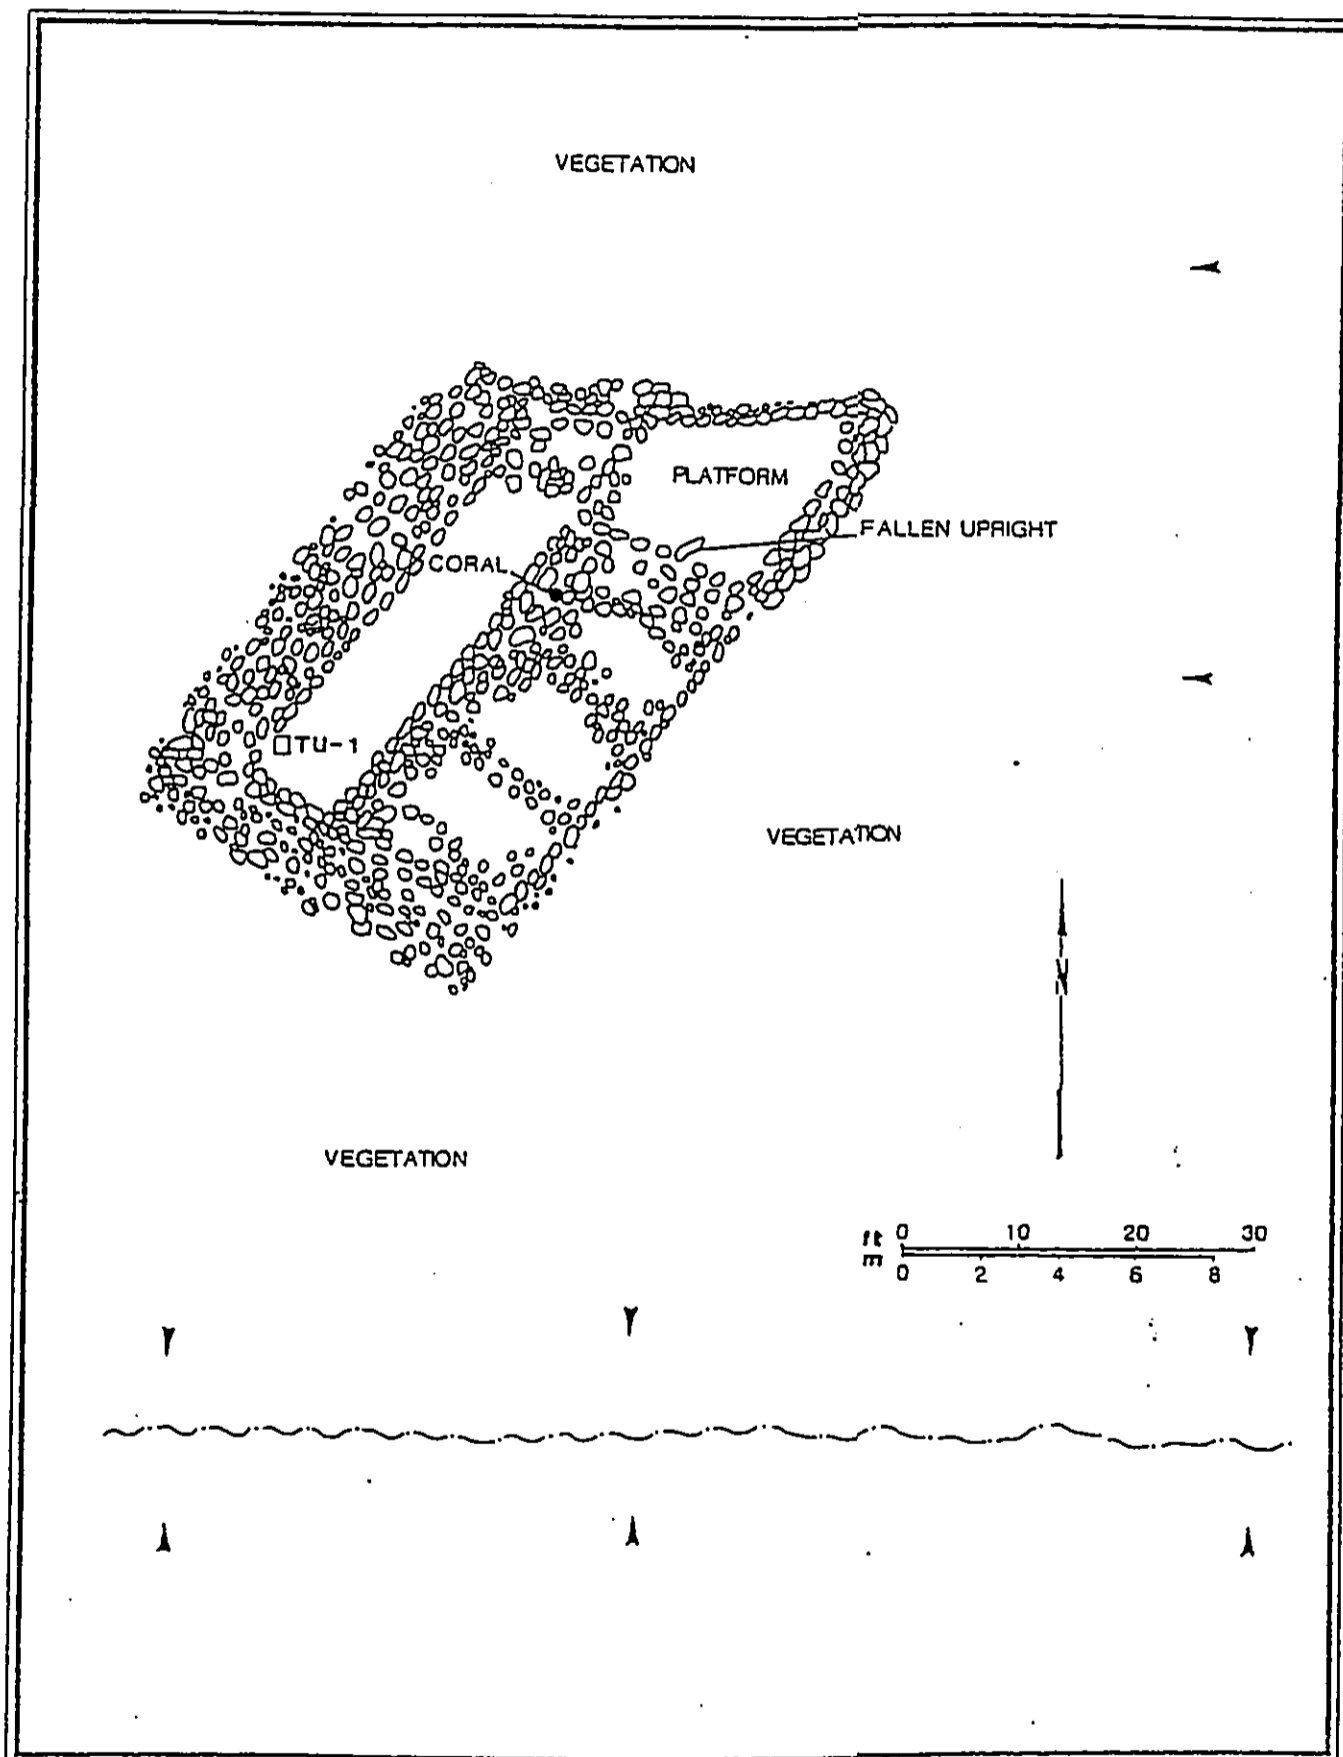 VEGETATION
PLATFORM
FALLEN UPRIGHT
CORAL
TU-1
VEGETATION
N
VEGETATION
ft 0 10 20 30
m 0 2 4 6 8